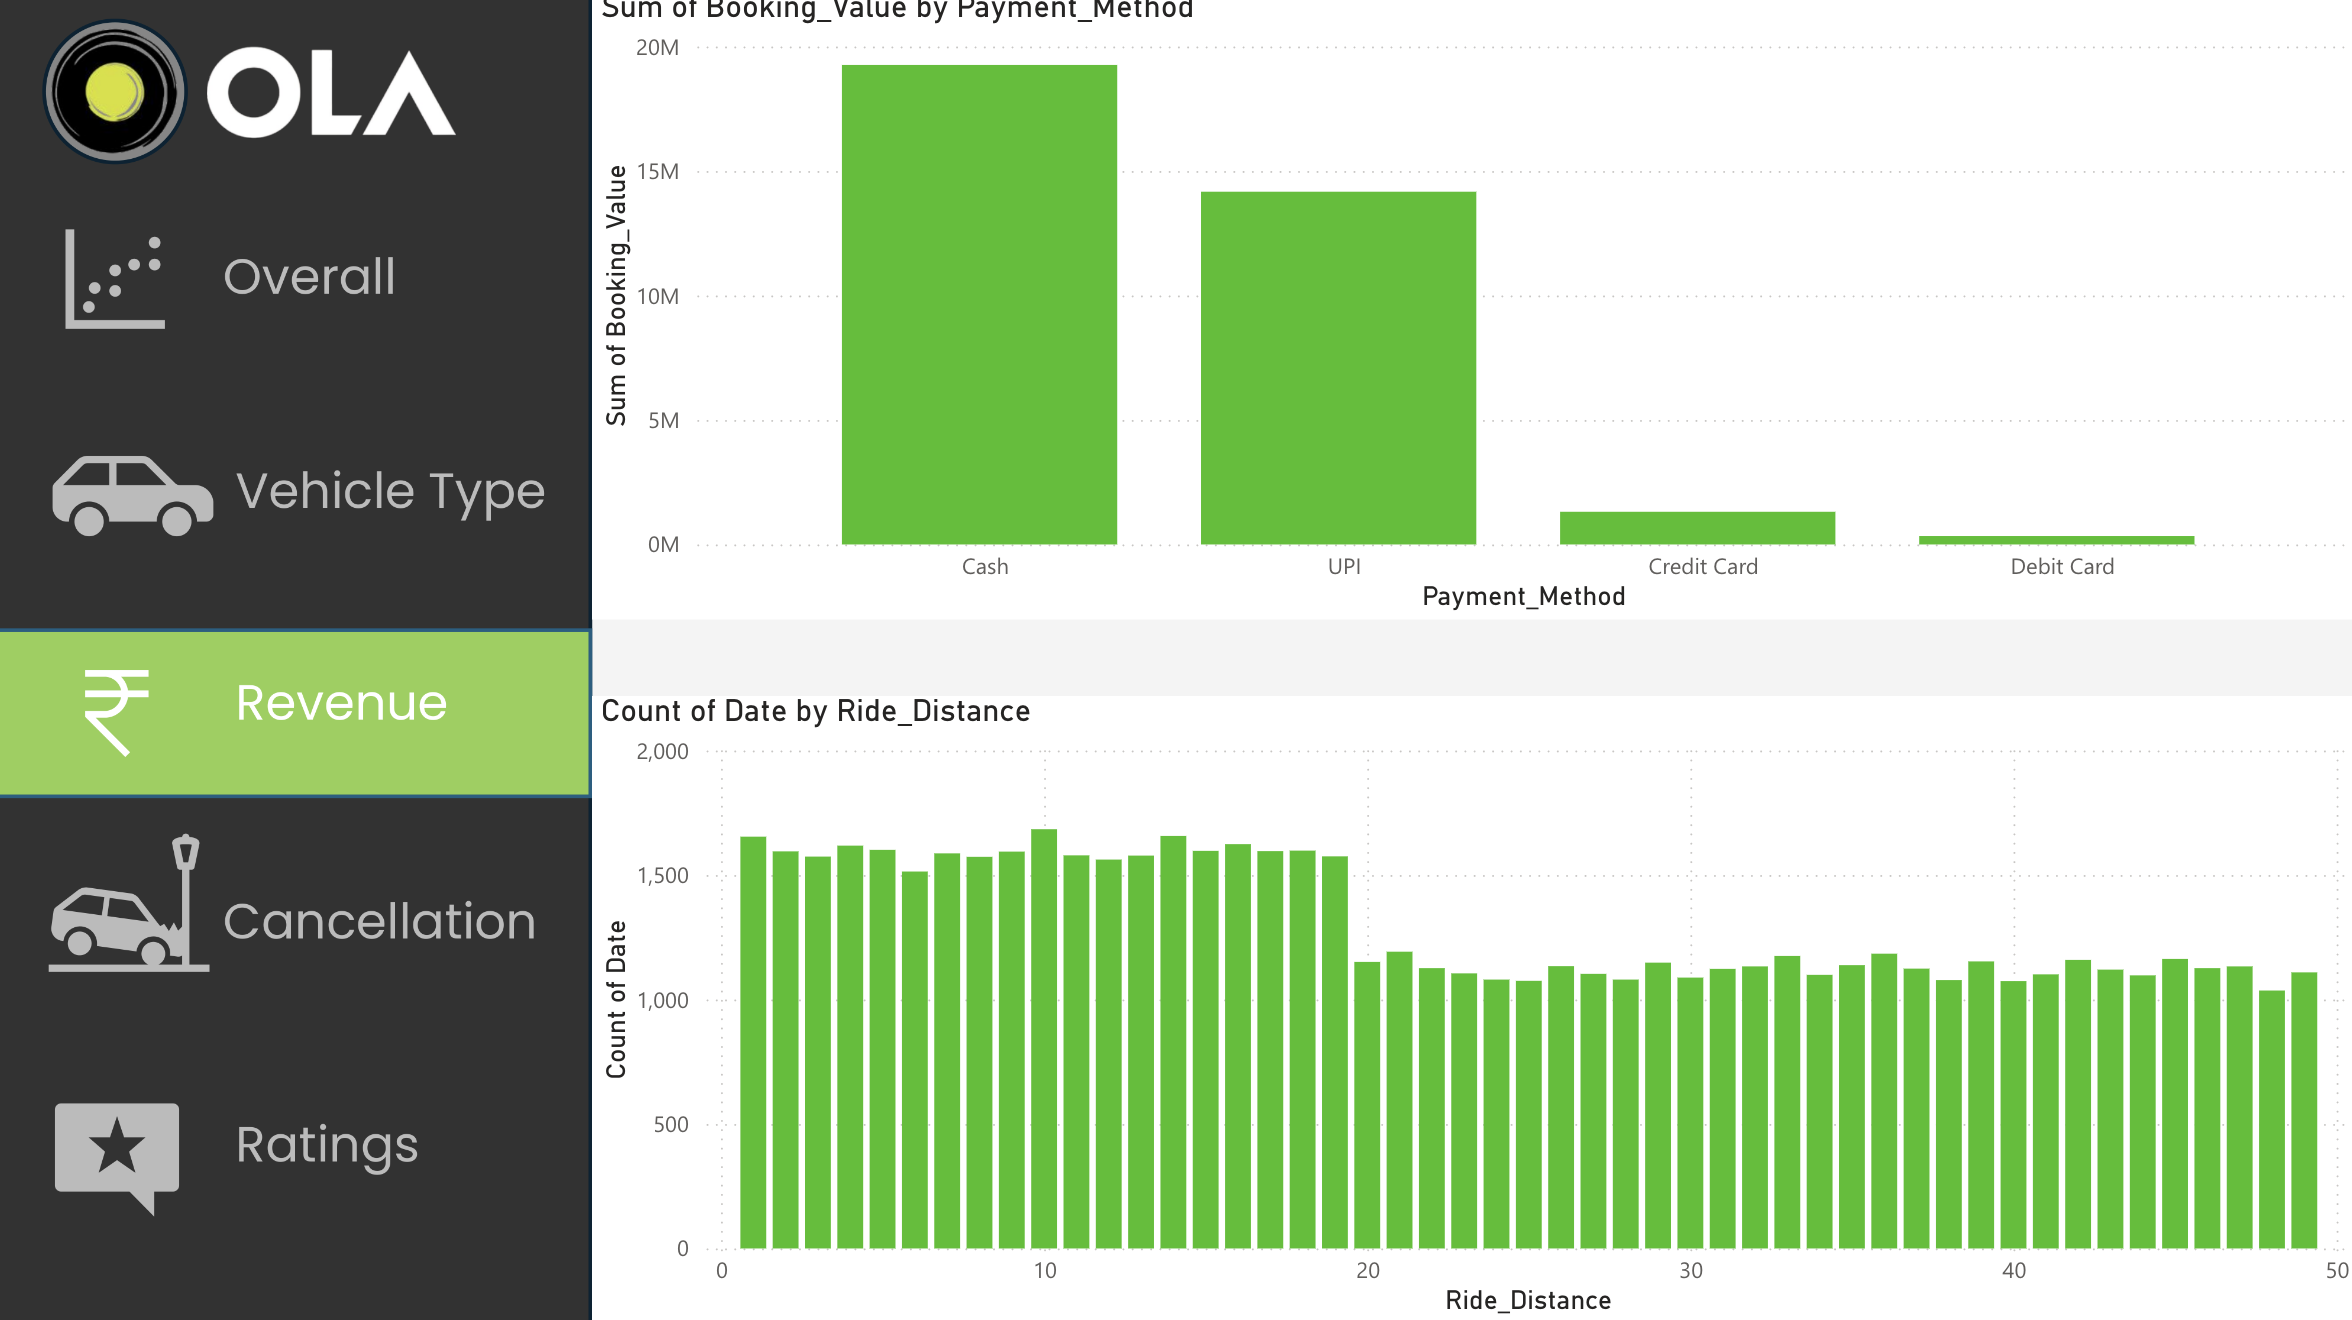 OLA
Overall
Vehicle Type
Revenue
Cancellation
Ratings
Sum of Booking_Value by Payment_Method
Sum of Booking_Value
20M
15M
10M
5M
0M
Cash UPI Credit Card Debit Card
Payment_Method
Count of Date by Ride_Distance
Count of Date
2,000
1,500
1,000
500
0
0 10 20 30 40 50
Ride_Distance